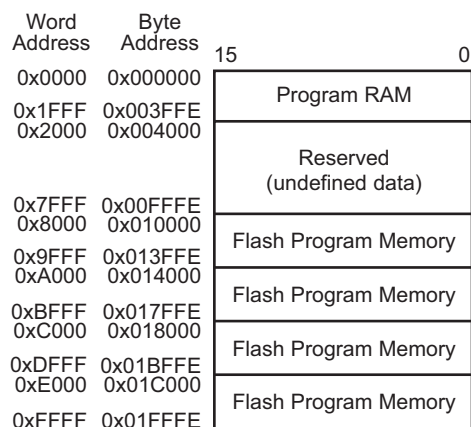 Word Byte
Address Address 15 0
0x0000 0x000000
Program RAM
0x1FFF 0x003FFE
0x2000 0x004000
Reserved
(undefined data)
0x7FFF 0x00FFFE
0x8000 0x010000
Flash Program Memory
0x9FFF 0x013FFE
0xA000 0x014000
Flash Program Memory
0xBFFF 0x017FFE
0xC000 0x018000
Flash Program Memory
0xDFFF 0x01BFFE
0xE000 0x01C000
Flash Program Memory
0xFFFF 0x01FFFE